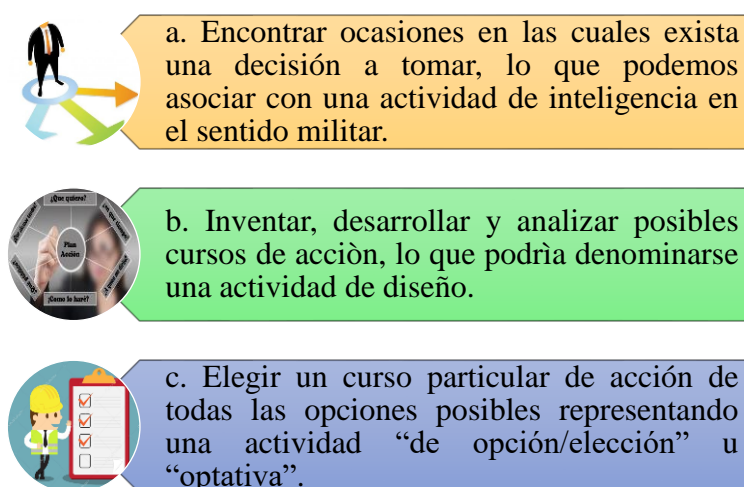 a. Encontrar ocasiones en las cuales exista
una decisión a tomar, lo que podemos
asociar con una actividad de inteligencia en
el sentido militar.
¿Que quiero?
Plan
Acción
¿Como lo haré?
b. Inventar, desarrollar y analizar posibles
cursos de acciòn, lo que podrìa denominarse
una actividad de diseño.
c. Elegir un curso particular de acción de
todas las opciones posibles representando
una actividad “de opción/elección” u
“optativa”.